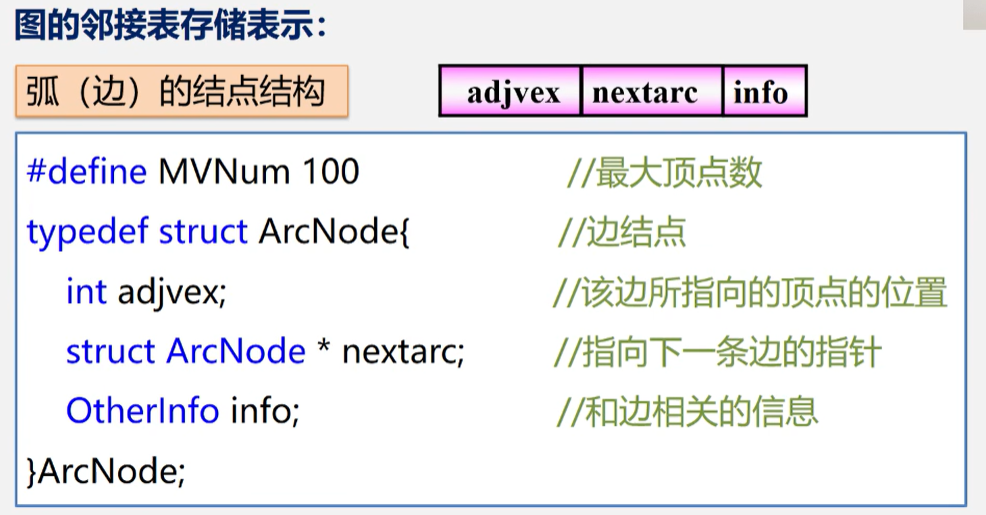 图的邻接表存储表示：
弧（边）的结点结构 adjvex nextarc info
#define MVNum 100 //最大顶点数
typedef struct ArcNode{ //边结点
int adjvex; //该边所指向的顶点的位置
struct ArcNode * nextarc; //指向下一条边的指针
OtherInfo info; //和边相关的信息
}ArcNode;